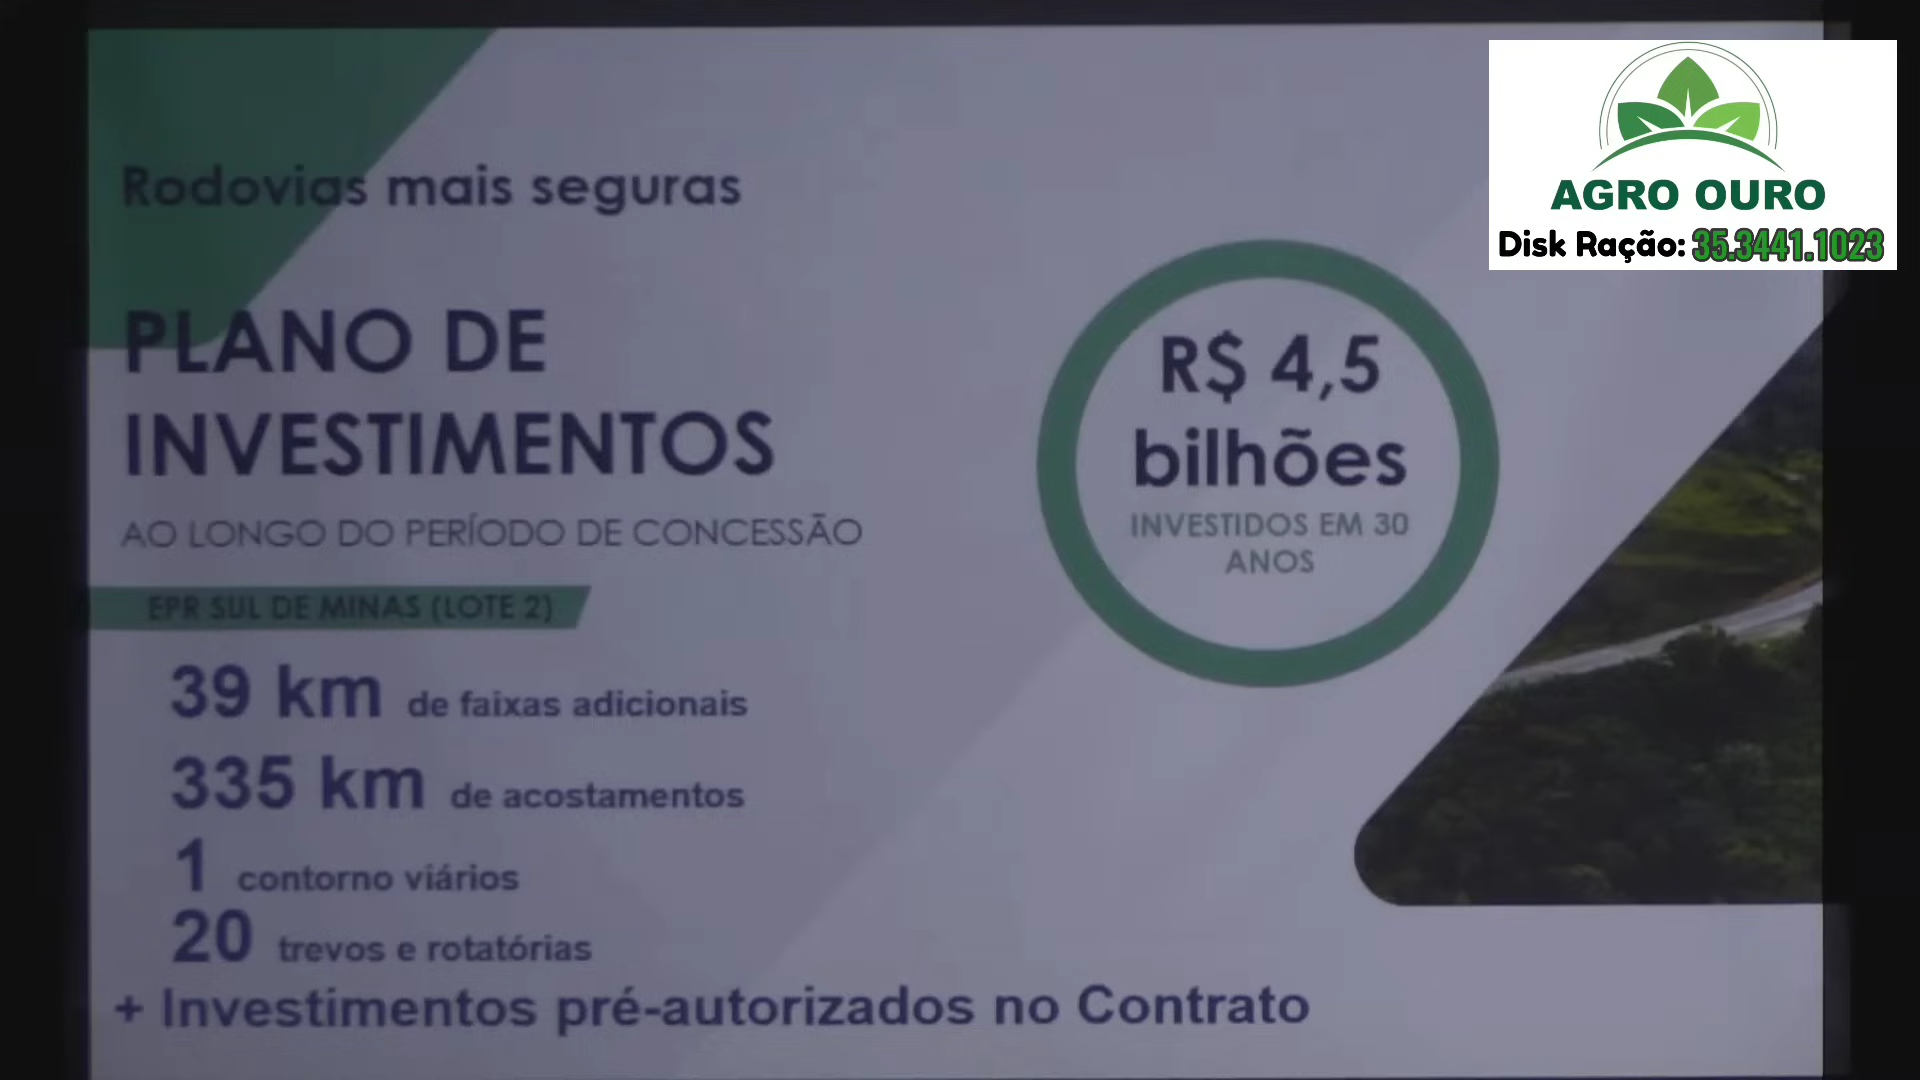 Rodovias mais seguras
PLANO DE
INVESTIMENTOS
AO LONGO DO PERÍODO DE CONCESSÃO
EPR SUL DE MINAS (LOTE 2)
39 km de faixas adicionais
335 km de acostamentos
1 contorno viários
20 trevos e rotatórias
+ Investimentos pré-autorizados no Contrato
R$ 4,5
bilhões
INVESTIDOS EM 30
ANOS
AGRO OURO
Disk Ração: 35.3441.1023